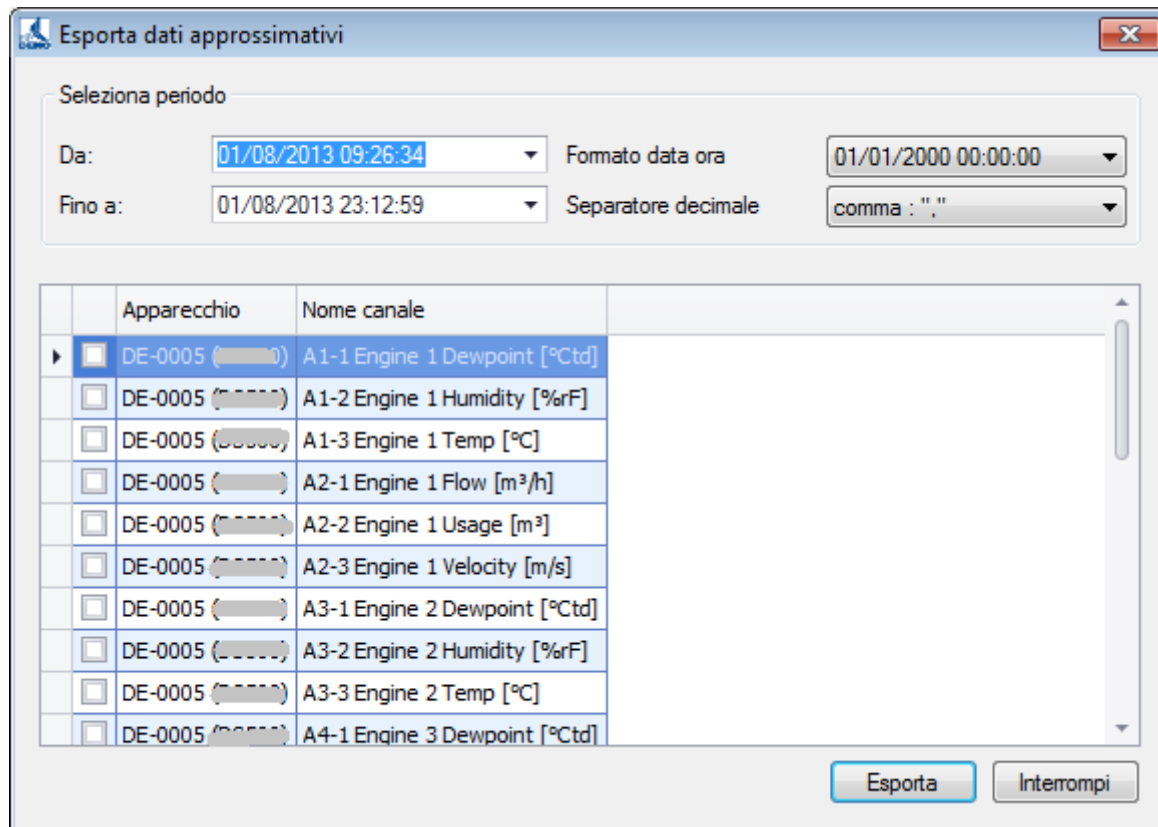 Esporta dati approssimativi
Seleziona periodo
Da: 01/08/2013 09:26:34 Formato data ora 01/01/2000 00:00:00
Fino a: 01/08/2013 23:12:59 Separatore decimale comma : ","
Apparecchio Nome canale
DE-0005 A1-1 Engine 1 Dewpoint [°Ctd]
DE-0005 A1-2 Engine 1 Humidity [%rF]
DE-0005 A1-3 Engine 1 Temp [°C]
DE-0005 A2-1 Engine 1 Flow [m³/h]
DE-0005 A2-2 Engine 1 Usage [m³]
DE-0005 A2-3 Engine 1 Velocity [m/s]
DE-0005 A3-1 Engine 2 Dewpoint [°Ctd]
DE-0005 A3-2 Engine 2 Humidity [%rF]
DE-0005 A3-3 Engine 2 Temp [°C]
DE-0005 A4-1 Engine 3 Dewpoint [°Ctd]
Esporta Interrompi